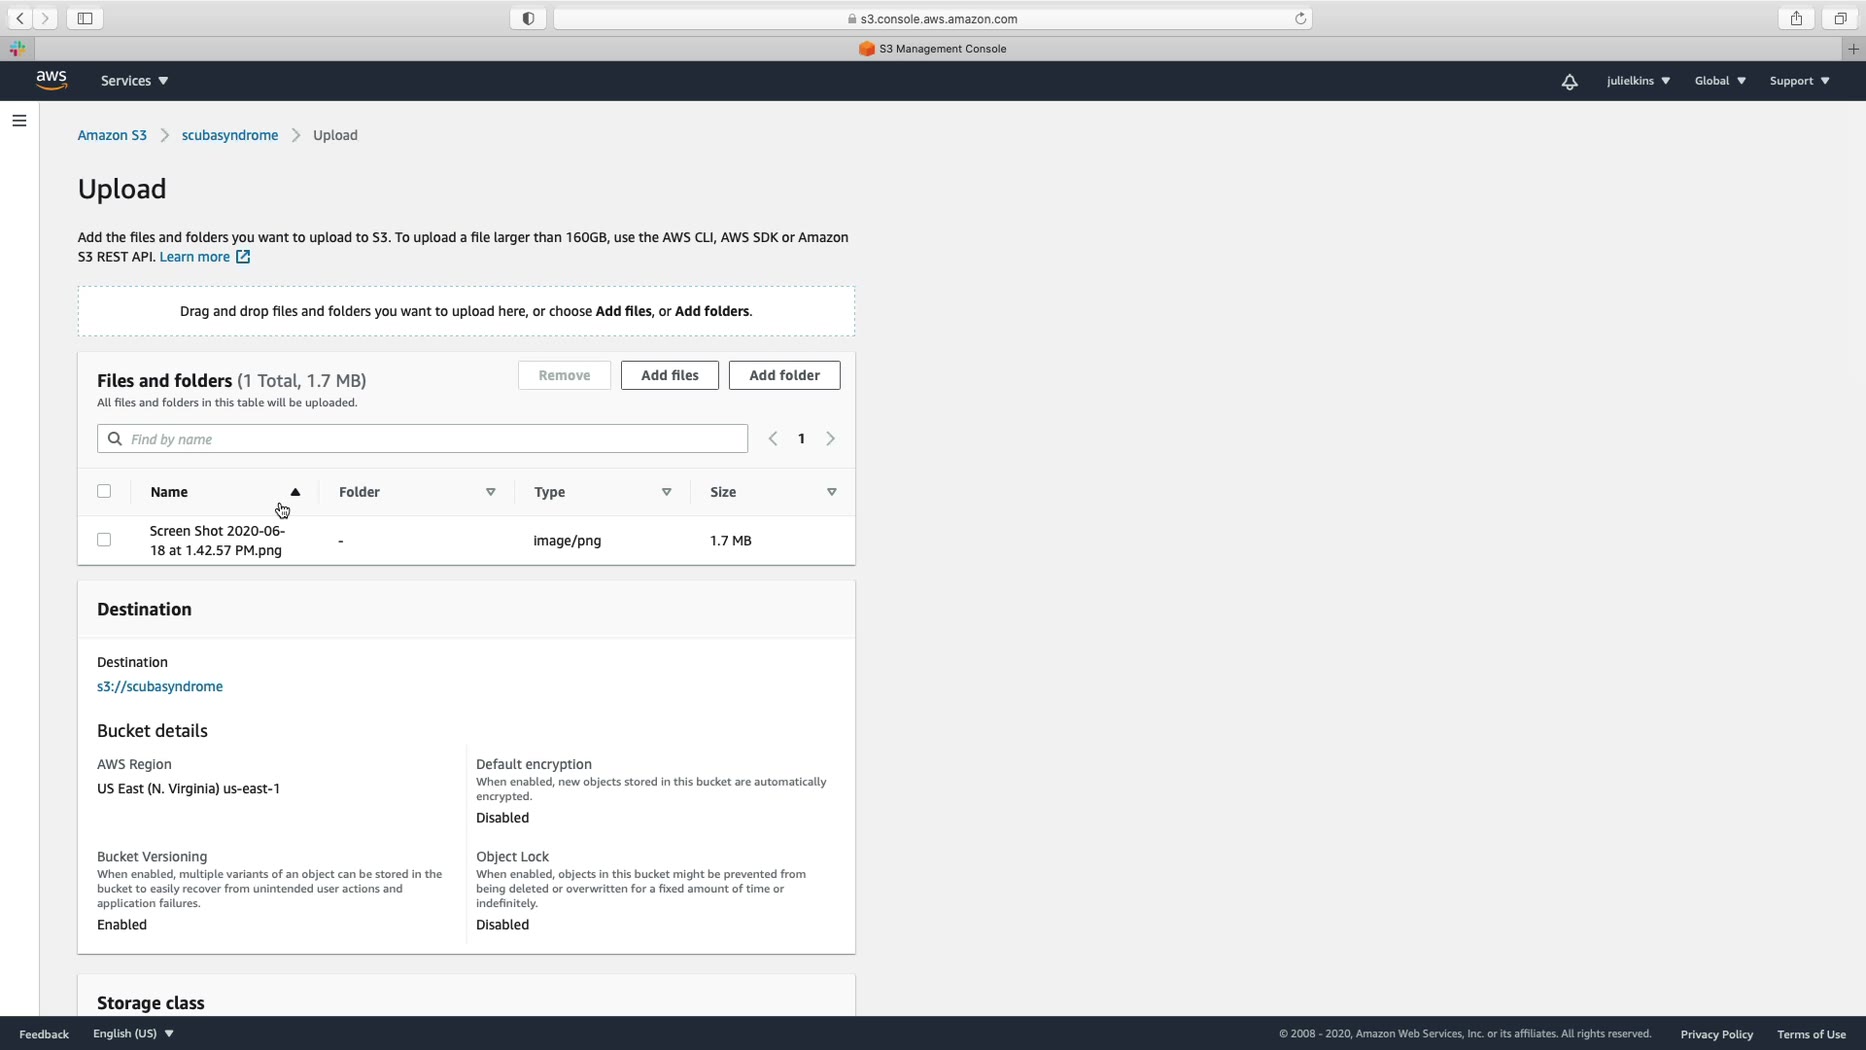 s3.console.aws.amazon.com
S3 Management Console
aws
Services
julielkins
Global
Support
Amazon S3
scubasyndrome
Upload
Upload
Add the files and folders you want to upload to S3. To upload a file larger than 160GB, use the AWS CLI, AWS SDK or Amazon
S3 REST API. Learn more
Drag and drop files and folders you want to upload here, or choose Add files, or Add folders.
Files and folders (1 Total, 1.7 MB)
Remove
Add files
Add folder
All files and folders in this table will be uploaded.
Find by name
1
Name
Folder
Type
Size
Screen Shot 2020-06-
18 at 1.42.57 PM.png
-
image/png
1.7 MB
Destination
Destination
s3://scubasyndrome
Bucket details
AWS Region
US East (N. Virginia) us-east-1
Default encryption
When enabled, new objects stored in this bucket are automatically
encrypted.
Disabled
Bucket Versioning
When enabled, multiple variants of an object can be stored in the
bucket to easily recover from unintended user actions and
application failures.
Enabled
Object Lock
When enabled, objects in this bucket might be prevented from
being deleted or overwritten for a fixed amount of time or
indefinitely.
Disabled
Storage class
Feedback
English (US)
© 2008 - 2020, Amazon Web Services, Inc. or its affiliates. All rights reserved.
Privacy Policy
Terms of Use